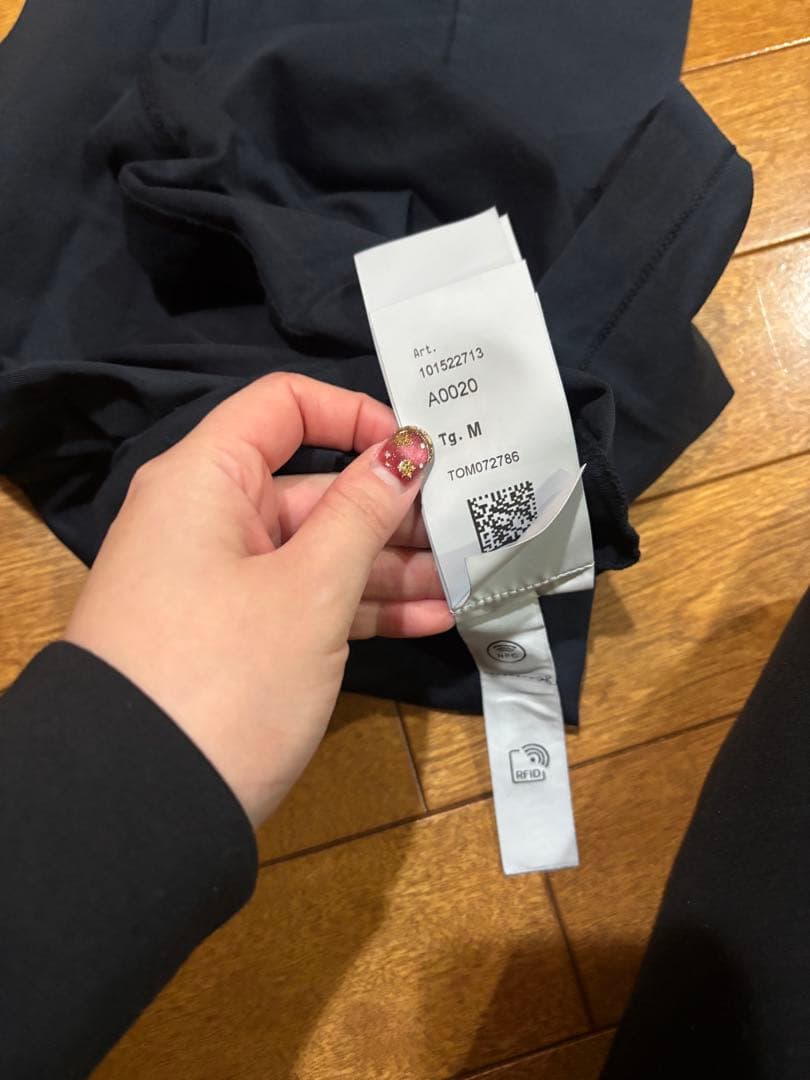 Art.
101522713
A0020
Tg. M
TOM072786
NFC
RFID